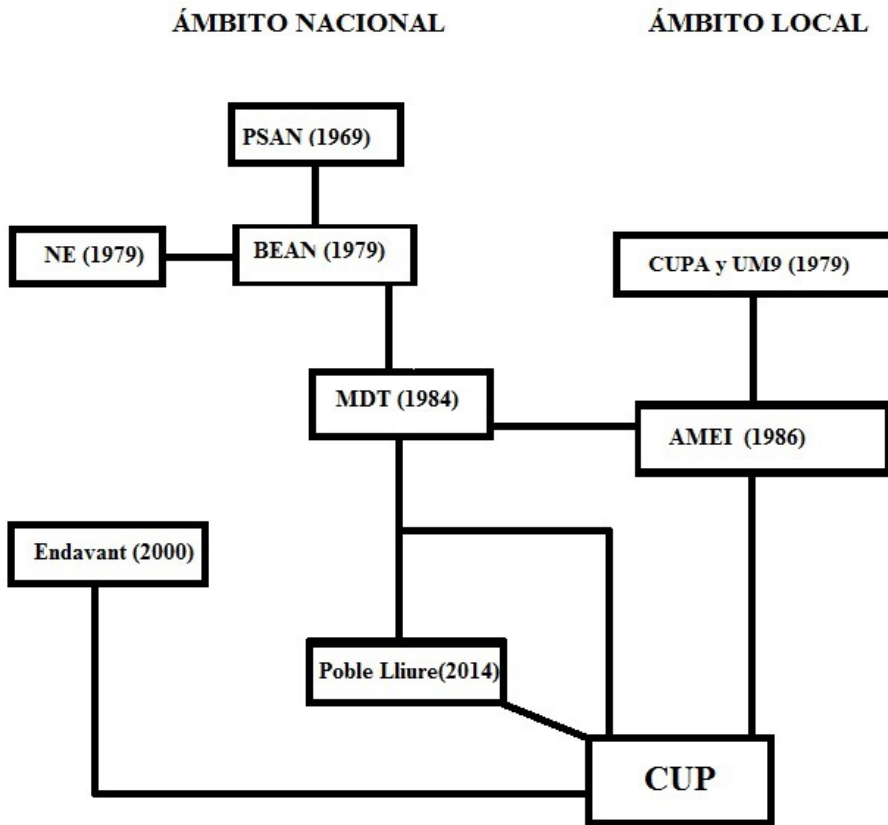 ÁMBITO NACIONAL
ÁMBITO LOCAL
PSAN (1969)
NE (1979)
BEAN (1979)
CUPA y UM9 (1979)
MDT (1984)
AMEI (1986)
Endavant (2000)
Poble Lliure(2014)
CUP